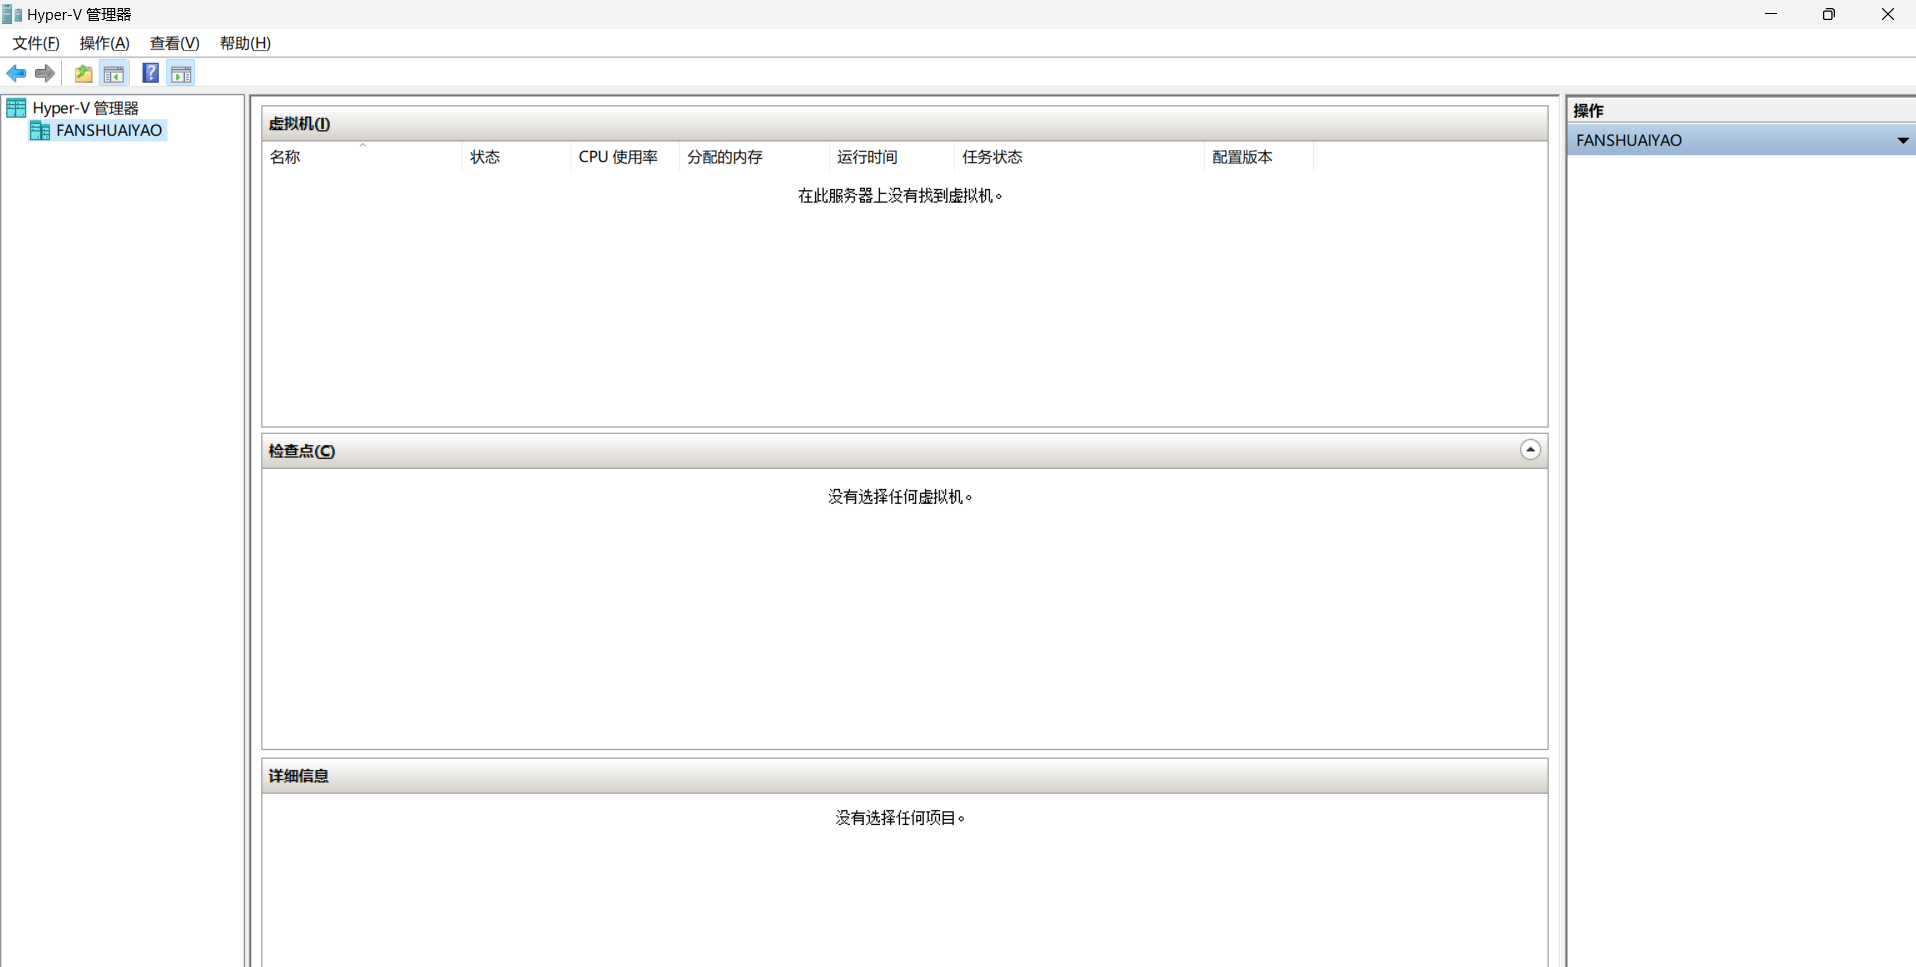 Hyper-V 管理器
文件(F) 操作(A) 查看(V) 帮助(H)
Hyper-V 管理器
FANSHUAIYAO
虚拟机(I)
名称 状态 CPU 使用率 分配的内存 运行时间 任务状态 配置版本
在此服务器上没有找到虚拟机。
检查点(C)
没有选择任何虚拟机。
详细信息
没有选择任何项目。
操作
FANSHUAIYAO